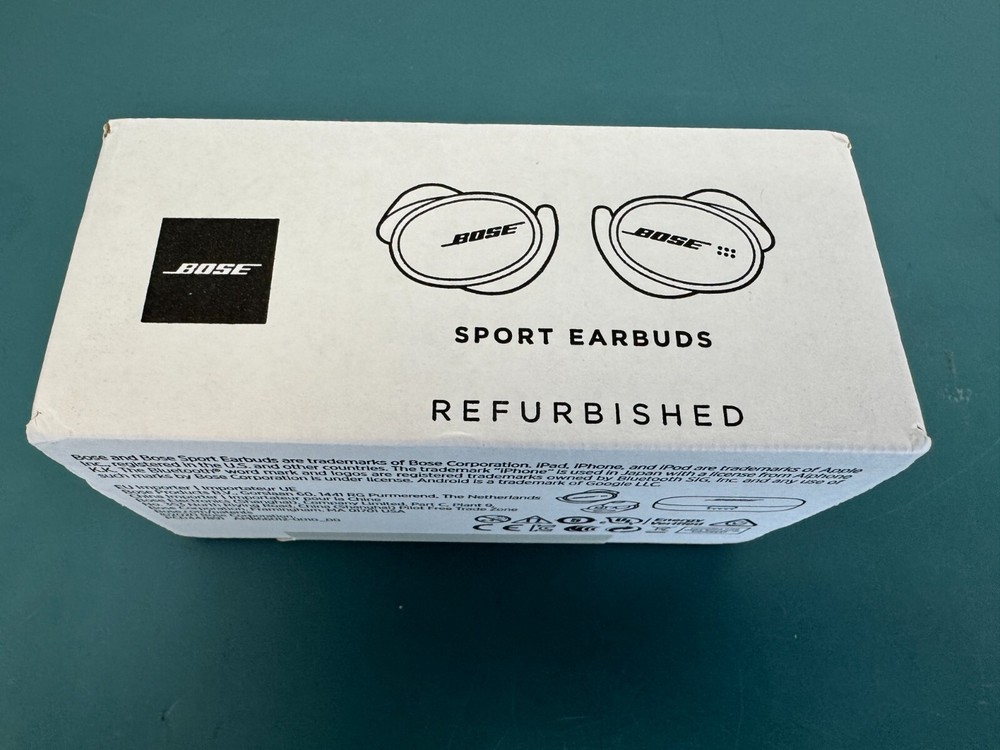 BOSE
BOSE
BOSE
SPORT EARBUDS
REFURBISHED
Bose and Bose Sport Earbuds are trademarks of Bose Corporation. iPad, iPhone, and iPod are trademarks of Apple
Inc. registered in the U.S. and other countries. The trademark "iPhone" is used in Japan with a license from Aiphone
K.K. The Bluetooth® word mark and logos are registered trademarks owned by Bluetooth SIG, Inc. and any use of
such marks by Bose Corporation is under license. Android is a trademark of Google LLC.
Bose Products B.V., Gorslaan 60, 1441 RG Purmerend, The Netherlands
Framingham, MA 01701 USA